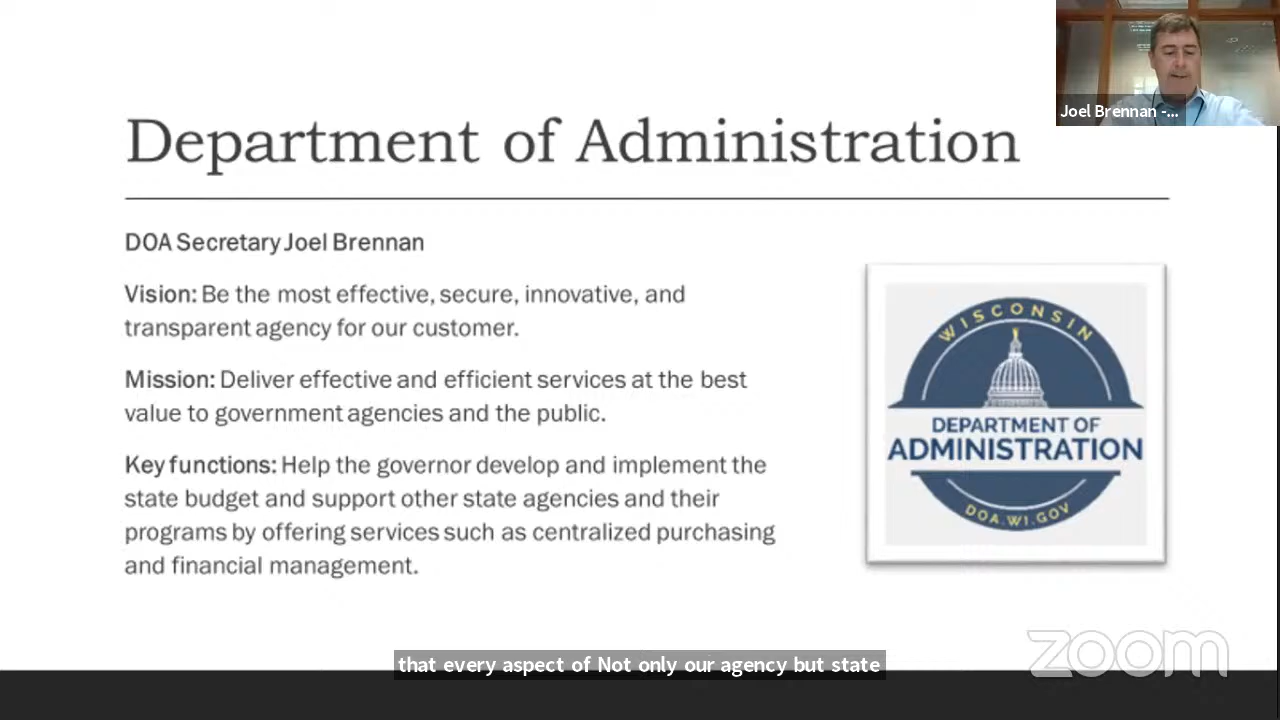 Department of Administration
Joel Brennan -...
DOA Secretary Joel Brennan
Vision: Be the most effective, secure, innovative, and
transparent agency for our customer.
Mission: Deliver effective and efficient services at the best
value to government agencies and the public.
Key functions: Help the governor develop and implement the
state budget and support other state agencies and their
programs by offering services such as centralized purchasing
and financial management.
WISCONSIN
DEPARTMENT OF
ADMINISTRATION
DOA.WI.GOV
that every aspect of Not only our agency but state
zoom